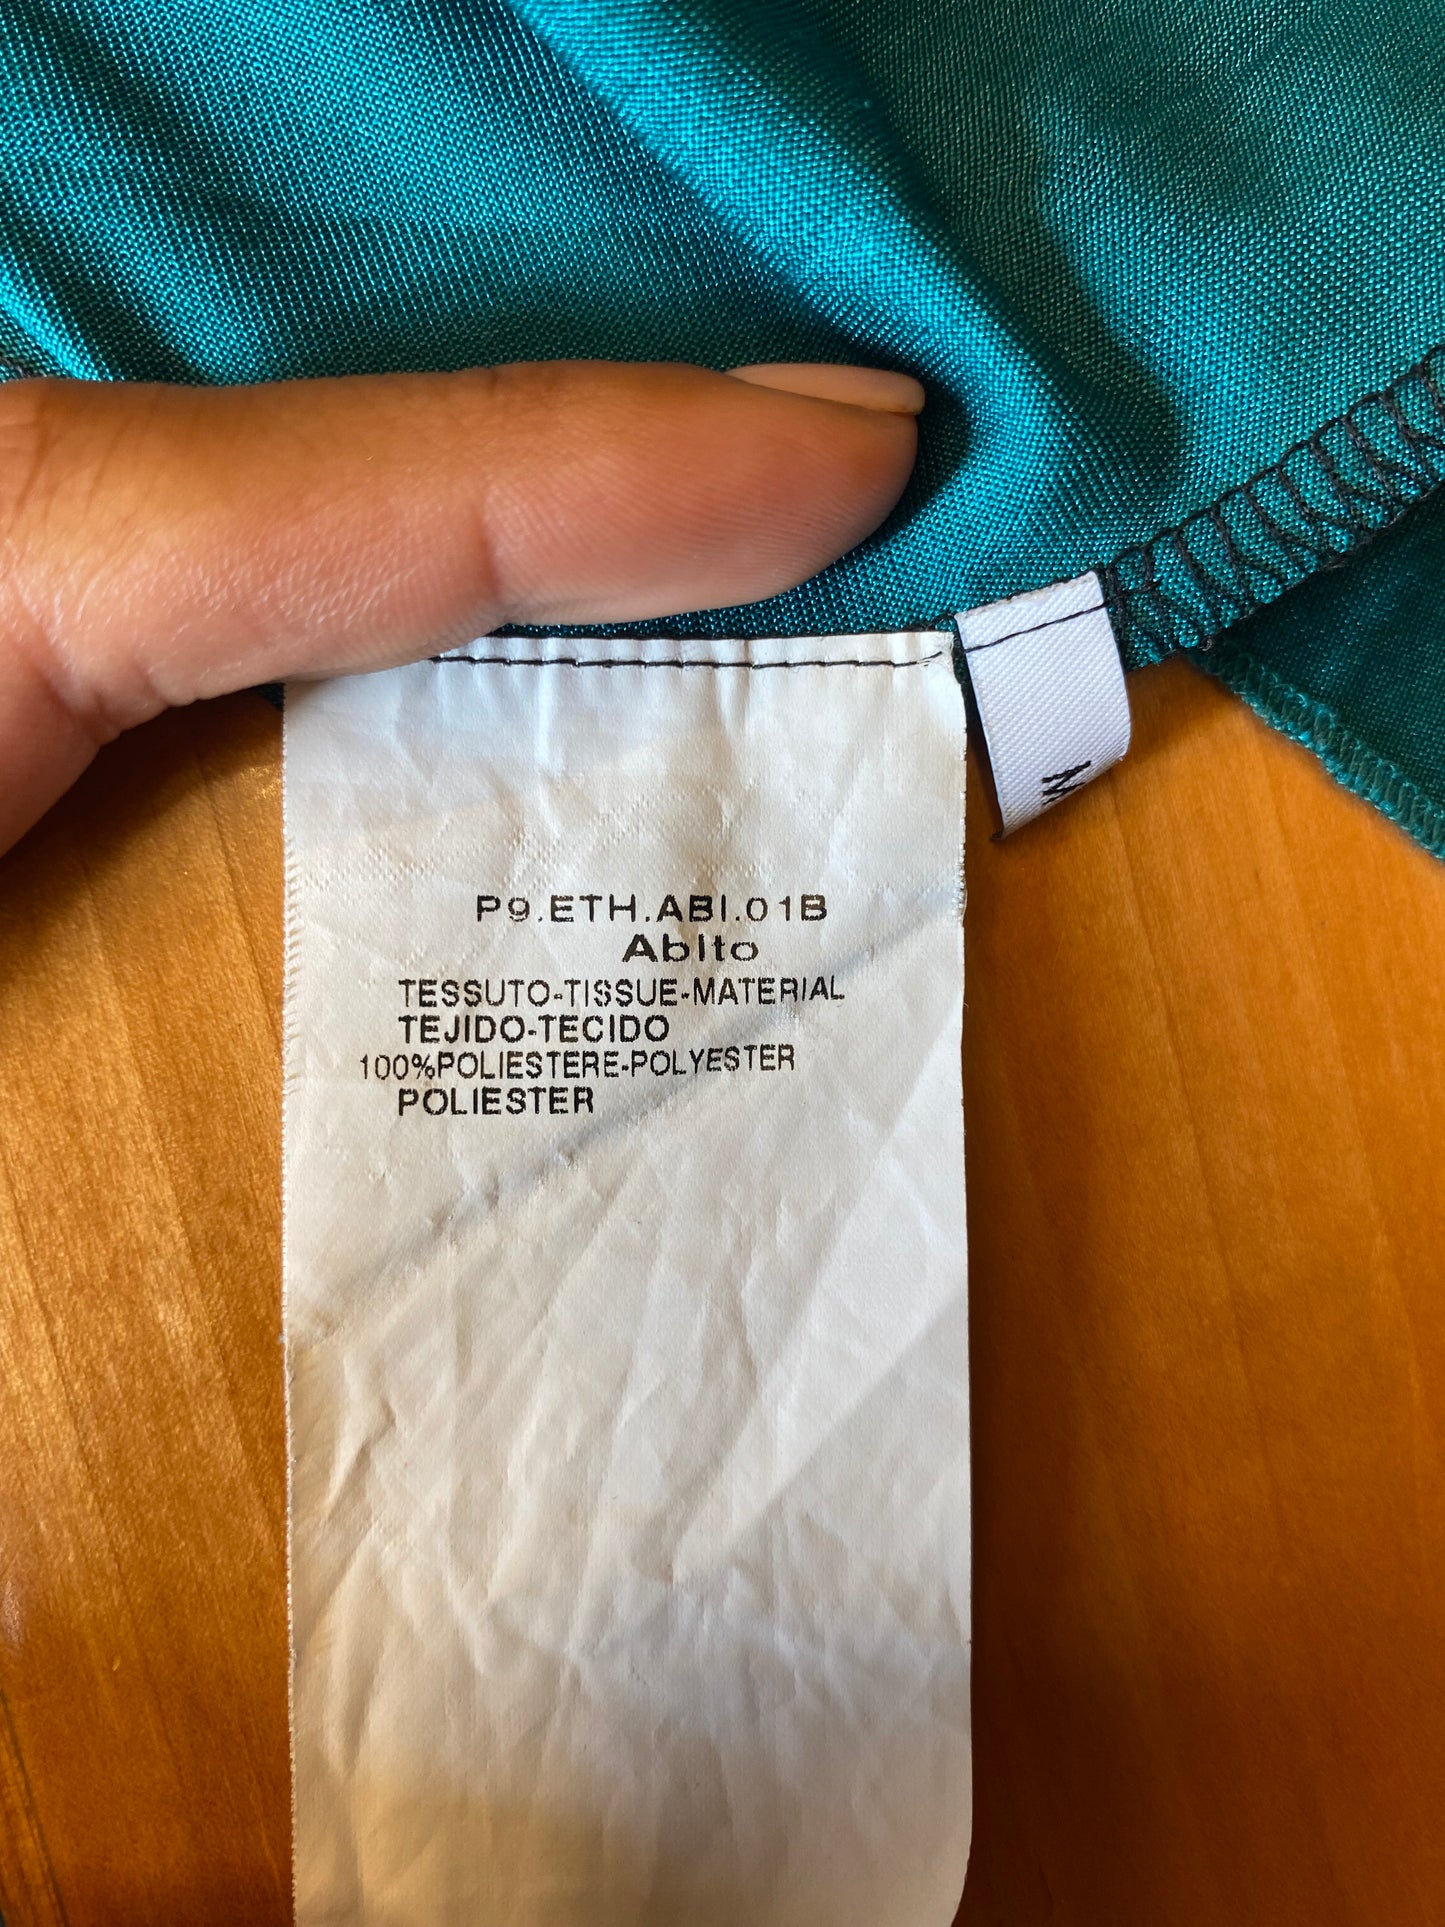 P9.ETH.ABI.01B
Abito
TESSUTO-TISSUE-MATERIAL
TEJIDO-TECIDO
100%POLIESTERE-POLYESTER
POLIESTER